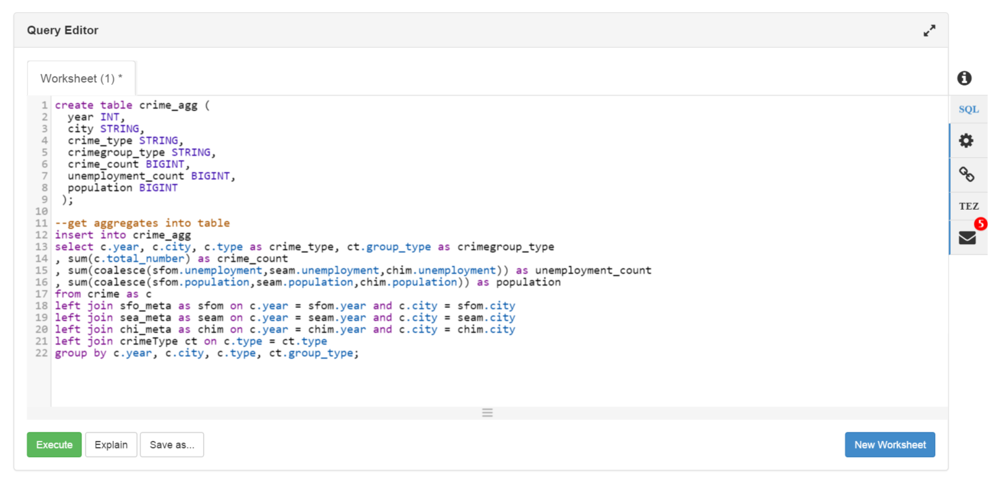 Query Editor
Worksheet (1) *
SQL
TEZ
5
1 create table crime_agg (
2 year INT,
3 city STRING,
4 crime_type STRING,
5 crimegroup_type STRING,
6 crime_count BIGINT,
7 unemployment_count BIGINT,
8 population BIGINT
9 );
10
11 --get aggregates into table
12 insert into crime_agg
13 select c.year, c.city, c.type as crime_type, ct.group_type as crimegroup_type
14 , sum(c.total_number) as crime_count
15 , sum(coalesce(sfom.unemployment,seam.unemployment,chim.unemployment)) as unemployment_count
16 , sum(coalesce(sfom.population,seam.population,chim.population)) as population
17 from crime as c
18 left join sfo_meta as sfom on c.year = sfom.year and c.city = sfom.city
19 left join sea_meta as seam on c.year = seam.year and c.city = seam.city
20 left join chi_meta as chim on c.year = chim.year and c.city = chim.city
21 left join crimeType ct on c.type = ct.type
22 group by c.year, c.city, c.type, ct.group_type;
Execute
Explain
Save as...
New Worksheet